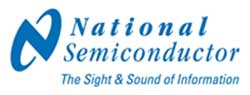 National
Semiconductor
The Sight & Sound of Information